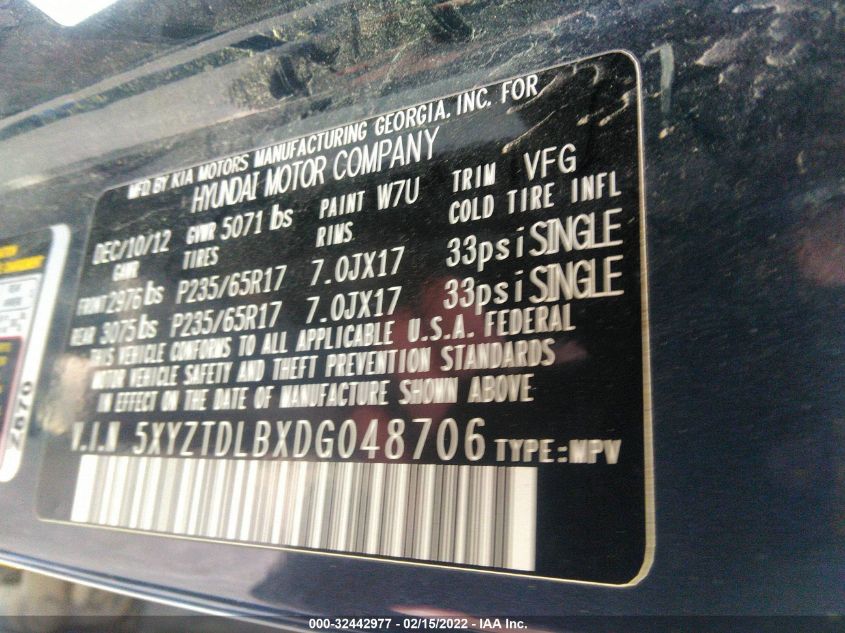 MFD. BY KIA MOTORS MANUFACTURING GEORGIA, INC. FOR
HYUNDAI MOTOR COMPANY
DEC/10/12 GVWR 5071 lbs PAINT W7U TRIM VFG
GAWR TIRES RIMS COLD TIRE INFL
FRONT 2976 lbs P235/65R17 7.0JX17 33psi SINGLE
REAR 3075 lbs P235/65R17 7.0JX17 33psi SINGLE
THIS VEHICLE CONFORMS TO ALL APPLICABLE U.S.A. FEDERAL
MOTOR VEHICLE SAFETY AND THEFT PREVENTION STANDARDS
IN EFFECT ON THE DATE OF MANUFACTURE SHOWN ABOVE
V.I.N 5XYZTDLBXDG048706 TYPE:MPV
000-32442977 - 02/15/2022 - IAA Inc.